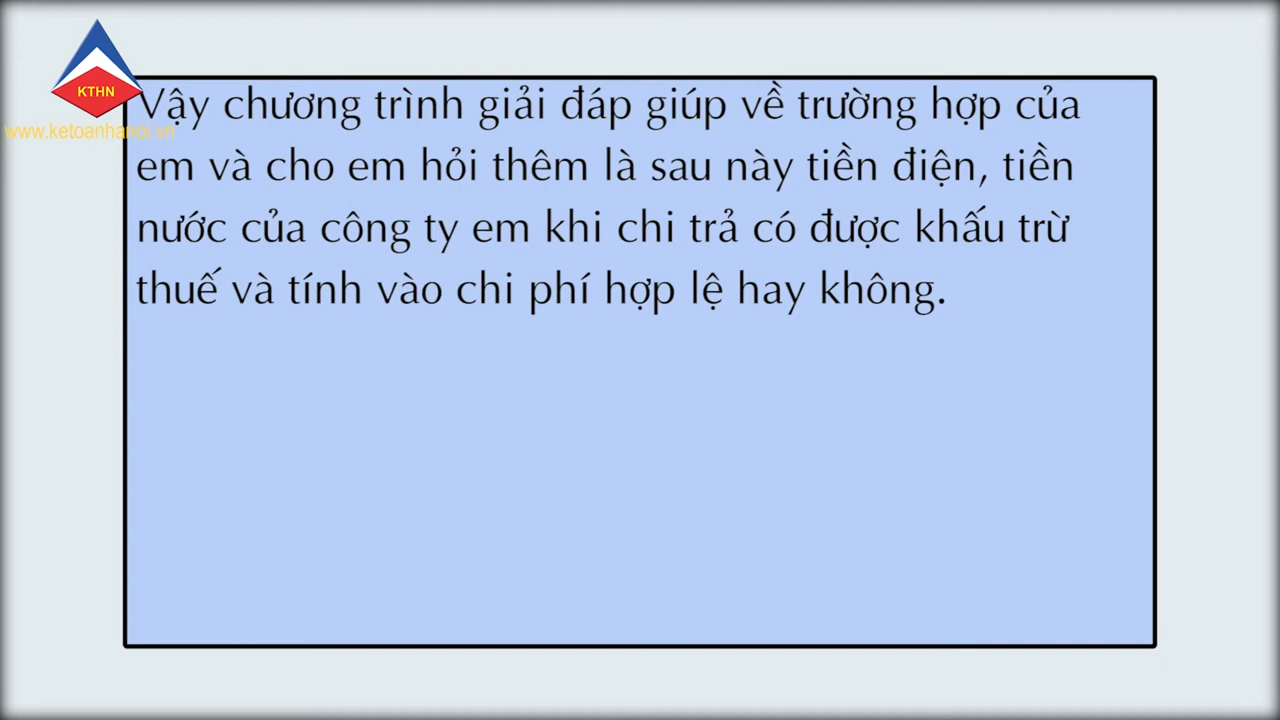 KTHN
www.ketoanhanoi.vn
Vậy chương trình giải đáp giúp về trường hợp của
em và cho em hỏi thêm là sau này tiền điện, tiền
nước của công ty em khi chi trả có được khấu trừ
thuế và tính vào chi phí hợp lệ hay không.